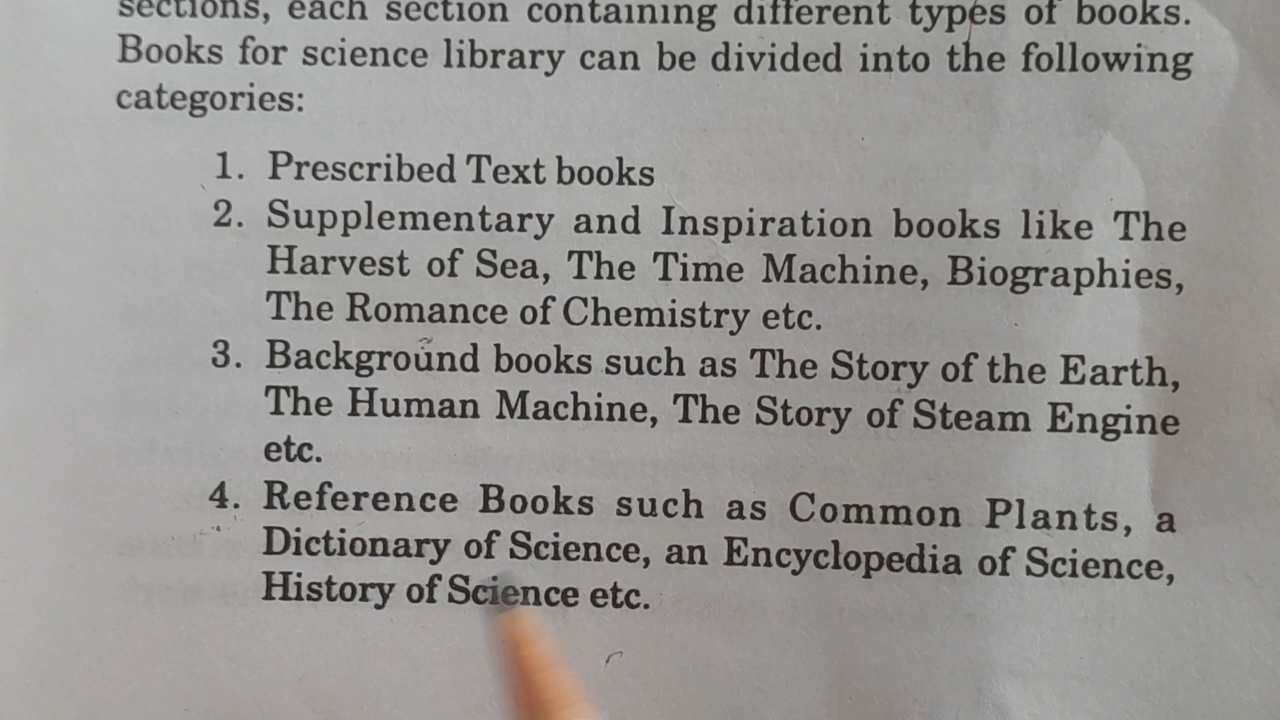 sections, each section containing different types of books.
Books for science library can be divided into the following
categories:
1. Prescribed Text books
2. Supplementary and Inspiration books like The
Harvest of Sea, The Time Machine, Biographies,
The Romance of Chemistry etc.
3. Background books such as The Story of the Earth,
The Human Machine, The Story of Steam Engine
etc.
4. Reference Books such as Common Plants, a
Dictionary of Science, an Encyclopedia of Science,
History of Science etc.